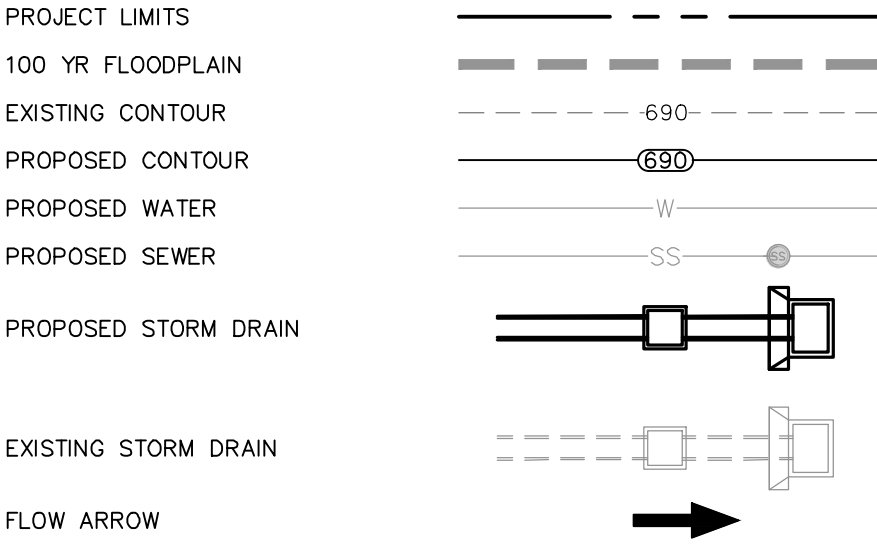 PROJECT LIMITS
100 YR FLOODPLAIN
EXISTING CONTOUR 690
PROPOSED CONTOUR 690
PROPOSED WATER W
PROPOSED SEWER SS SS
PROPOSED STORM DRAIN
EXISTING STORM DRAIN
FLOW ARROW